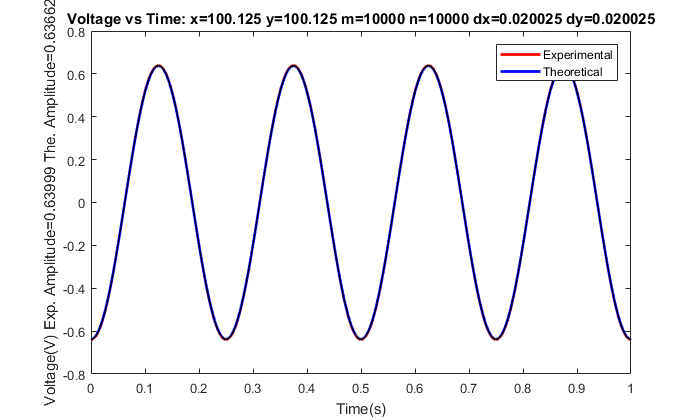 Voltage vs Time: x=100.125 y=100.125 m=10000 n=10000 dx=0.020025 dy=0.020025
Voltage(V) Exp. Amplitude=0.63999 The. Amplitude=0.63662
0.8
0.6
0.4
0.2
0
-0.2
-0.4
-0.6
-0.8
Experimental
Theoretical
0 0.1 0.2 0.3 0.4 0.5 0.6 0.7 0.8 0.9 1
Time(s)